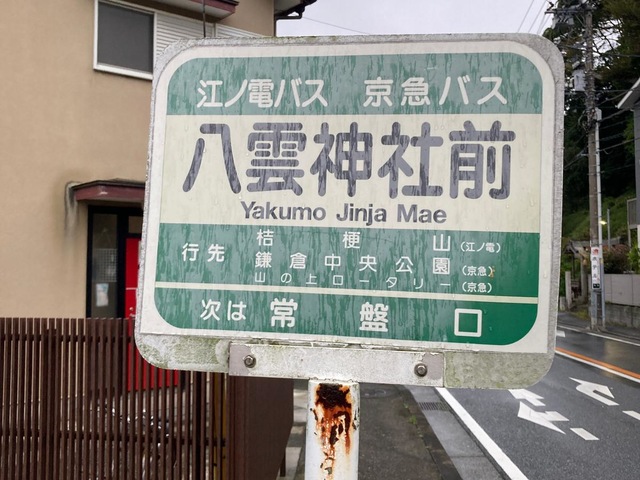 江ノ電バス 京急バス
八雲神社前
Yakumo Jinja Mae
行先 桔梗山(江ノ電)
鎌倉中央公園(京急)
山の上ロータリー(京急)
次は 常盤口